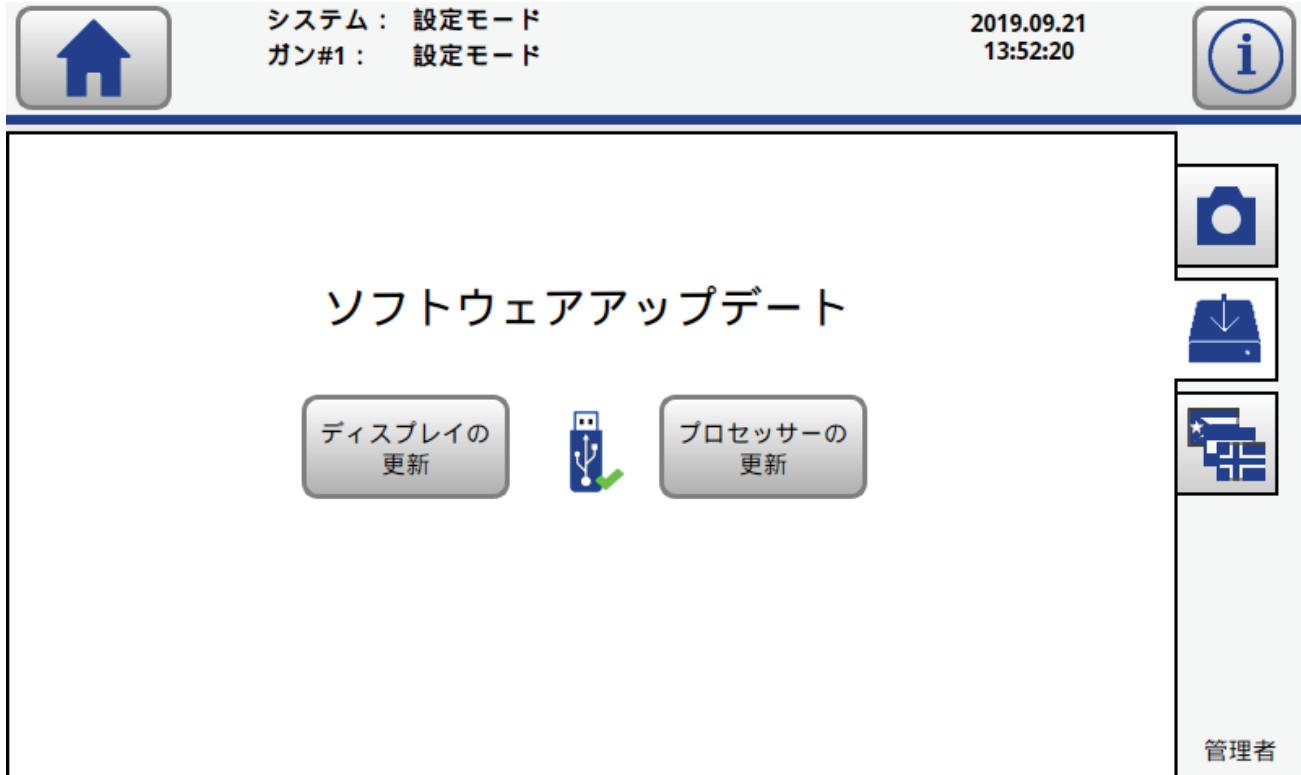 システム： 設定モード
ガン#1： 設定モード
2019.09.21
13:52:20
ソフトウェアアップデート
ディスプレイの
更新
プロセッサーの
更新
管理者